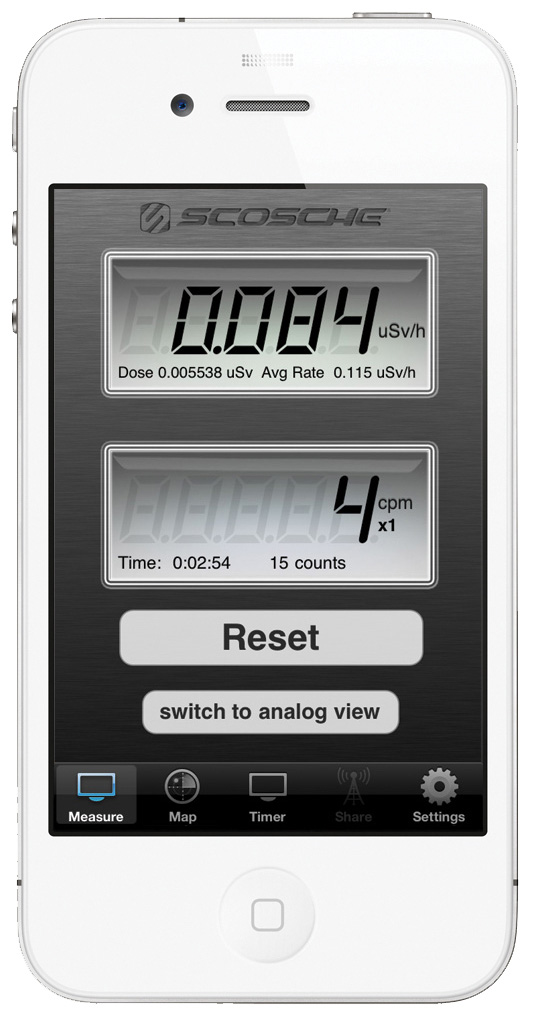 SCOSCHE
0.084 uSv/h
Dose 0.005538 uSv Avg Rate 0.115 uSv/h
4 cpm
x1
Time: 0:02:54 15 counts
Reset
switch to analog view
Measure Map Timer Share Settings